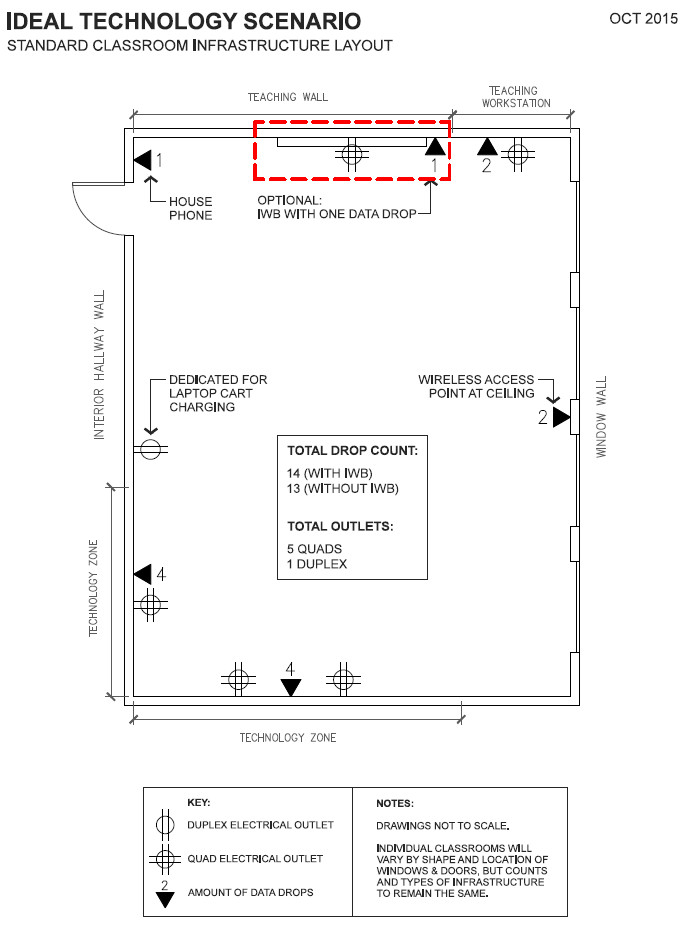 IDEAL TECHNOLOGY SCENARIO
OCT 2015
STANDARD CLASSROOM INFRASTRUCTURE LAYOUT
TEACHING WALL
TEACHING
WORKSTATION
1
1
2
HOUSE
PHONE
OPTIONAL:
IWB WITH ONE DATA DROP
INTERIOR HALLWAY WALL
DEDICATED FOR
LAPTOP CART
CHARGING
WIRELESS ACCESS
POINT AT CEILING
2
WINDOW WALL
TOTAL DROP COUNT:
14 (WITH IWB)
13 (WITHOUT IWB)
TOTAL OUTLETS:
5 QUADS
1 DUPLEX
TECHNOLOGY ZONE
4
4
TECHNOLOGY ZONE
KEY:
DUPLEX ELECTRICAL OUTLET
QUAD ELECTRICAL OUTLET
2
AMOUNT OF DATA DROPS
NOTES:
DRAWINGS NOT TO SCALE.
INDIVIDUAL CLASSROOMS WILL
VARY BY SHAPE AND LOCATION OF
WINDOWS & DOORS, BUT COUNTS
AND TYPES OF INFRASTRUCTURE
TO REMAIN THE SAME.